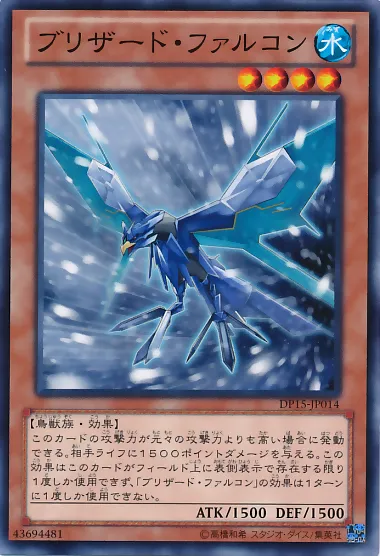 ブリザード・ファルコン
水
DP15-JP014
【鳥獣族・効果】
このカードの攻撃力が元々の攻撃力よりも高い場合に発動
できる。相手ライフに1500ポイントダメージを与える。この
効果はこのカードがフィールド上に表側表示で存在する限り
1度しか使用できず、「ブリザード・ファルコン」の効果は1ターン
に1度しか使用できない。
ATK/1500 DEF/1500
43694481
©高橋和希 スタジオ・ダイス/集英社